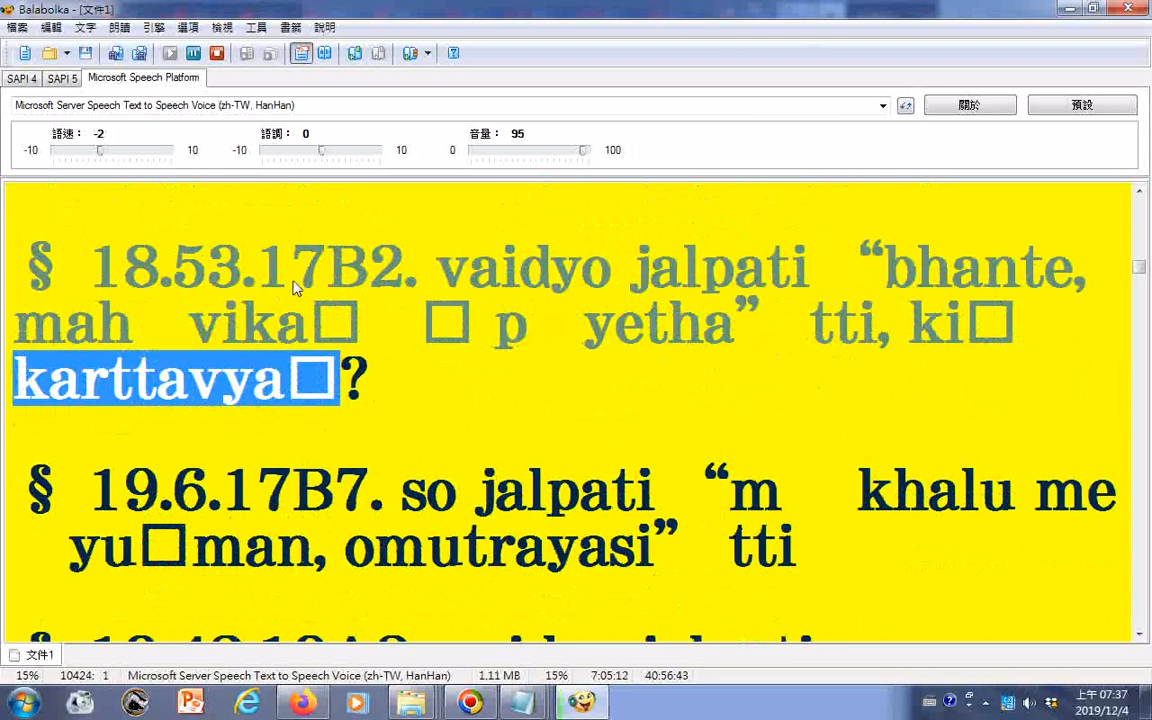 Balabolka - [文件1]
檔案 編輯 文字 朗讀 引擎 選項 檢視 工具 書籤 說明
SAPI 4 SAPI 5 Microsoft Speech Platform
Microsoft Server Speech Text to Speech Voice (zh-TW, HanHan) 關於 預設
語速： -2 語調： 0 音量： 95
-10 10 -10 10 0 100
§ 18.53.17B2. vaidyo jalpati “bhante,
mah vika□ □ p yetha” tti, ki□
karttavya□?
§ 19.6.17B7. so jalpati “m khalu me
yu□man, omutrayasi” tti
文件1
15% 10424: 1 Microsoft Server Speech Text to Speech Voice (zh-TW, HanHan) 1.11 MB 15% 7:05:12 40:56:43
上午 07:37
2019/12/4